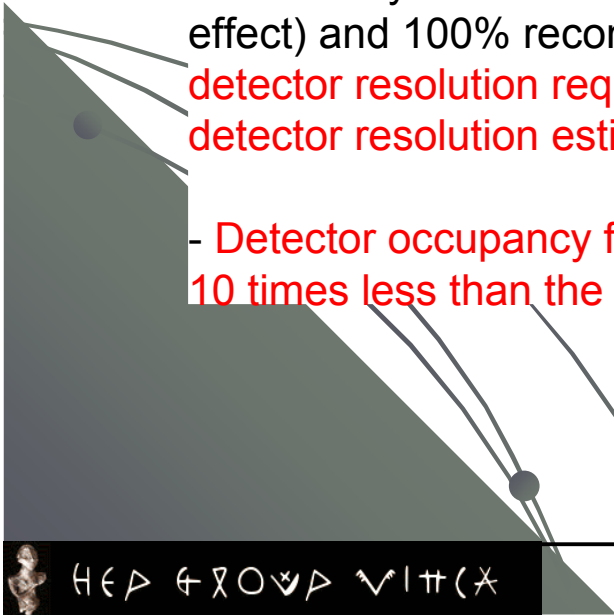 effect) and 100% recor
detector resolution req
detector resolution esti
- Detector occupancy f
10 times less than the
HEP GROUP VINCA